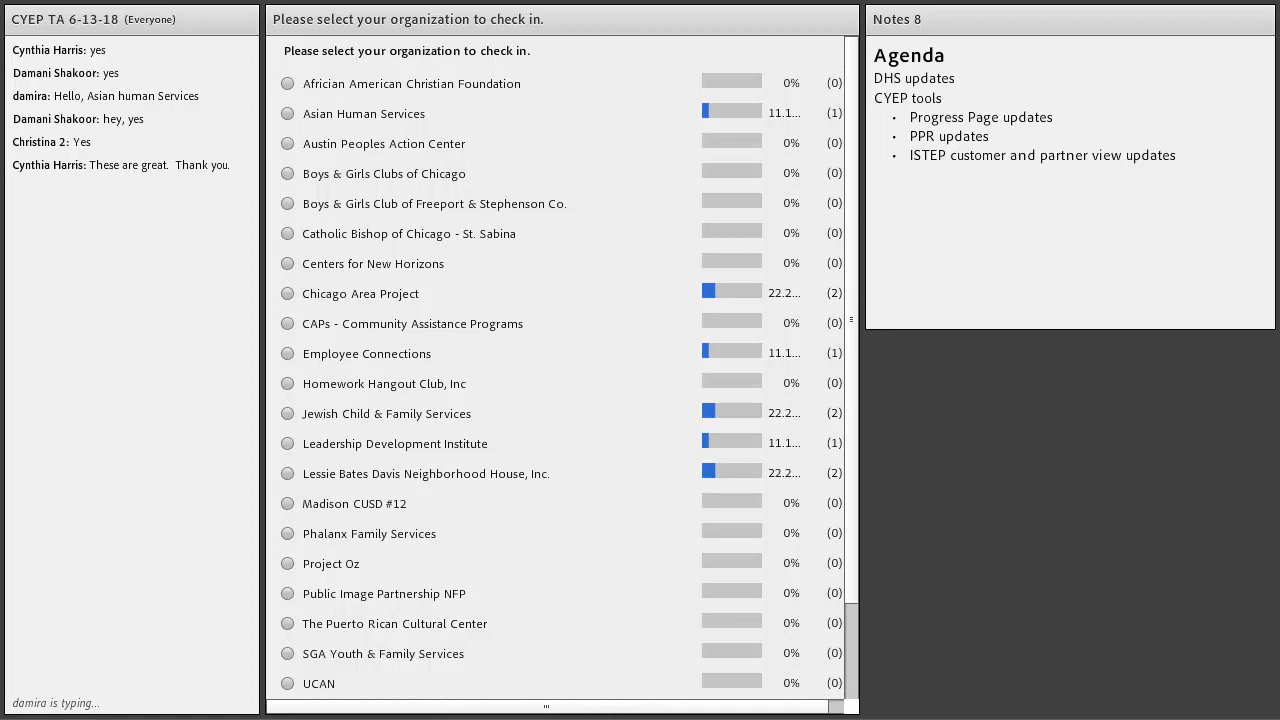 CYEP TA 6-13-18 (Everyone)
Cynthia Harris: yes
Damani Shakoor: yes
damira: Hello, Asian human Services
Damani Shakoor: hey, yes
Christina 2: Yes
Cynthia Harris: These are great. Thank you.
damira is typing...
Please select your organization to check in.
Please select your organization to check in.
African American Christian Foundation 0% (0)
Asian Human Services 11.1... (1)
Austin Peoples Action Center 0% (0)
Boys & Girls Clubs of Chicago 0% (0)
Boys & Girls Club of Freeport & Stephenson Co. 0% (0)
Catholic Bishop of Chicago - St. Sabina 0% (0)
Centers for New Horizons 0% (0)
Chicago Area Project 22.2... (2)
CAPs - Community Assistance Programs 0% (0)
Employee Connections 11.1... (1)
Homework Hangout Club, Inc 0% (0)
Jewish Child & Family Services 22.2... (2)
Leadership Development Institute 11.1... (1)
Lessie Bates Davis Neighborhood House, Inc. 22.2... (2)
Madison CUSD #12 0% (0)
Phalanx Family Services 0% (0)
Project Oz 0% (0)
Public Image Partnership NFP 0% (0)
The Puerto Rican Cultural Center 0% (0)
SGA Youth & Family Services 0% (0)
UCAN 0% (0)
Notes 8
Agenda
DHS updates
CYEP tools
• Progress Page updates
• PPR updates
• ISTEP customer and partner view updates